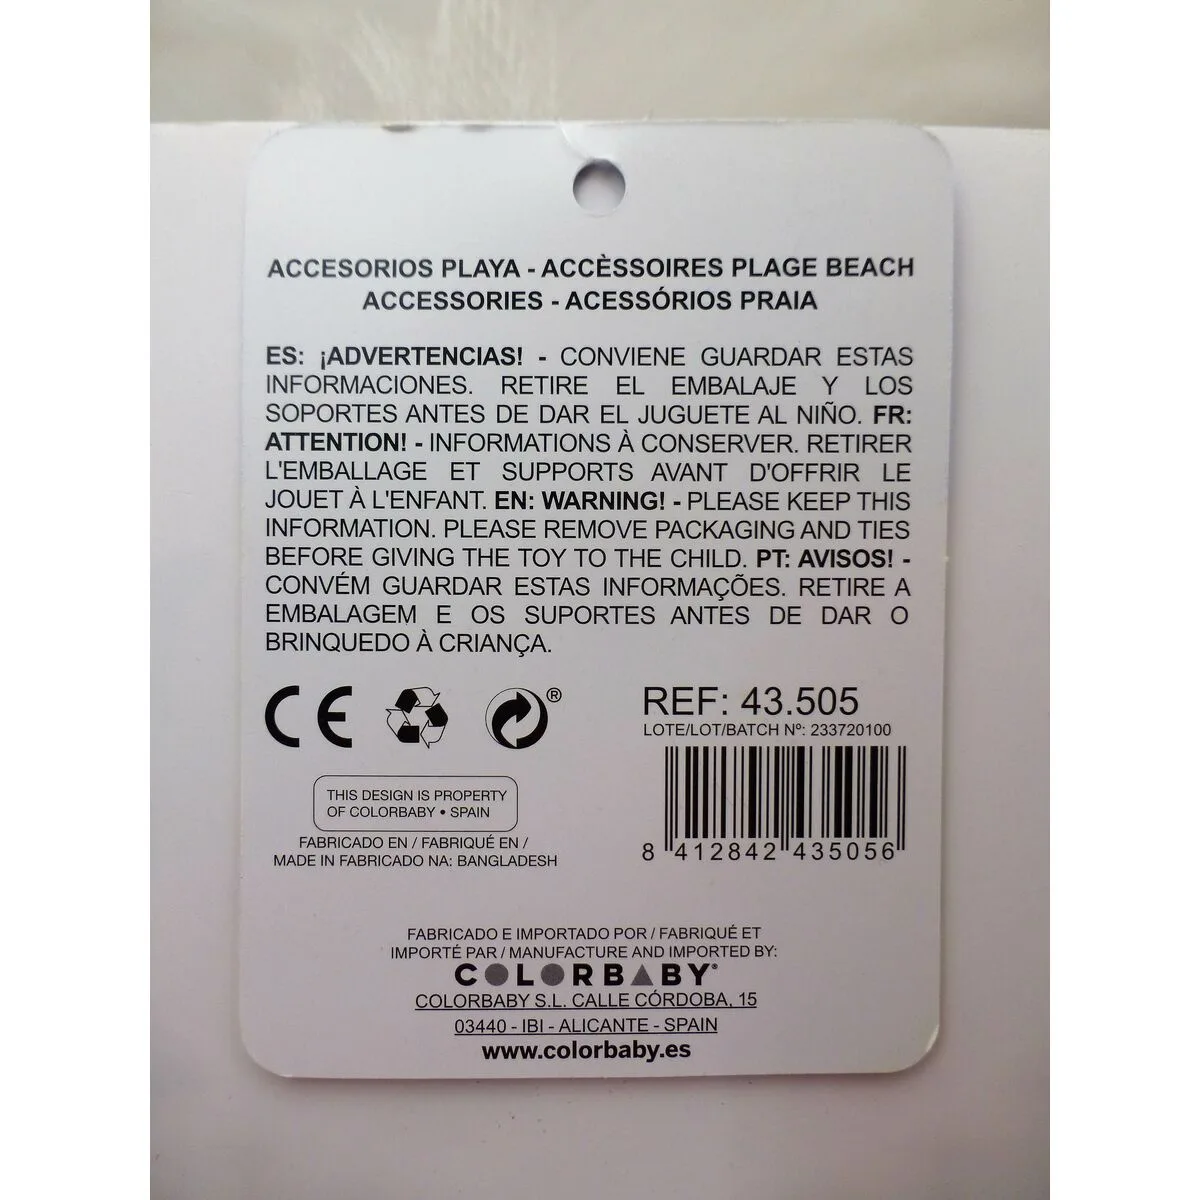 ACCESORIOS PLAYA - ACCÈSSOIRES PLAGE BEACH
ACCESSORIES - ACESSÓRIOS PRAIA
ES: ¡ADVERTENCIAS! - CONVIENE GUARDAR ESTAS
INFORMACIONES. RETIRE EL EMBALAJE Y LOS
SOPORTES ANTES DE DAR EL JUGUETE AL NIÑO. FR:
ATTENTION! - INFORMATIONS À CONSERVER. RETIRER
L'EMBALLAGE ET SUPPORTS AVANT D'OFFRIR LE
JOUET À L'ENFANT. EN: WARNING! - PLEASE KEEP THIS
INFORMATION. PLEASE REMOVE PACKAGING AND TIES
BEFORE GIVING THE TOY TO THE CHILD. PT: AVISOS! -
CONVÉM GUARDAR ESTAS INFORMAÇÕES. RETIRE A
EMBALAGEM E OS SUPORTES ANTES DE DAR O
BRINQUEDO À CRIANÇA.
CE ®
REF: 43.505
LOTE/LOT/BATCH Nº: 233720100
8 412842 435056
THIS DESIGN IS PROPERTY
OF COLORBABY • SPAIN
FABRICADO EN / FABRIQUÉ EN /
MADE IN FABRICADO NA: BANGLADESH
FABRICADO E IMPORTADO POR / FABRIQUÉ ET
IMPORTÉ PAR / MANUFACTURE AND IMPORTED BY:
COLORBABY®
COLORBABY S.L. CALLE CÓRDOBA, 15
03440 - IBI - ALICANTE - SPAIN
www.colorbaby.es